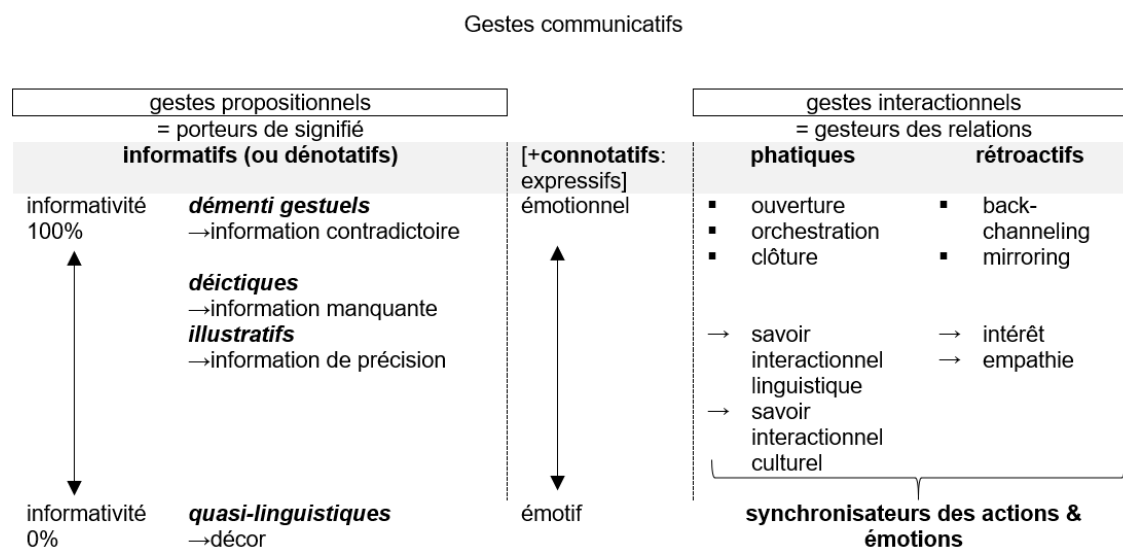 Gestes communicatifs
gestes propositionnels
= porteurs de signifié
informatifs (ou dénotatifs)
informativité
100%
démenti gestuels
→information contradictoire
déictiques
→information manquante
illustratifs
→information de précision
informativité
0%
quasi-linguistiques
→décor
[+connotatifs:
expressifs]
émotionnel
émotif
gestes interactionnels
= gesteurs des relations
phatiques
▪ ouverture
▪ orchestration
▪ clôture
→ savoir
interactionnel
linguistique
→ savoir
interactionnel
culturel
rétroactifs
▪ back-
channeling
▪ mirroring
→ intérêt
→ empathie
synchronisateurs des actions &
émotions